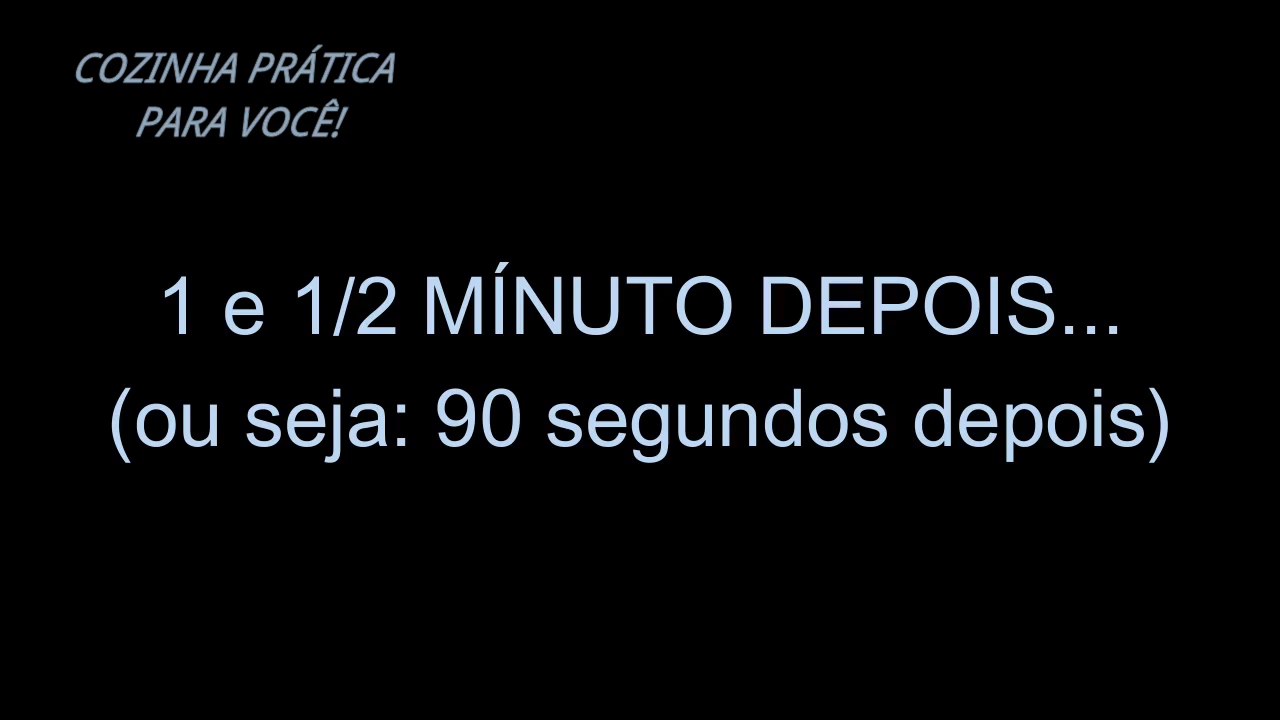 COZINHA PRÁTICA
PARA VOCÊ!
1 e 1/2 MÍNUTO DEPOIS...
(ou seja: 90 segundos depois)